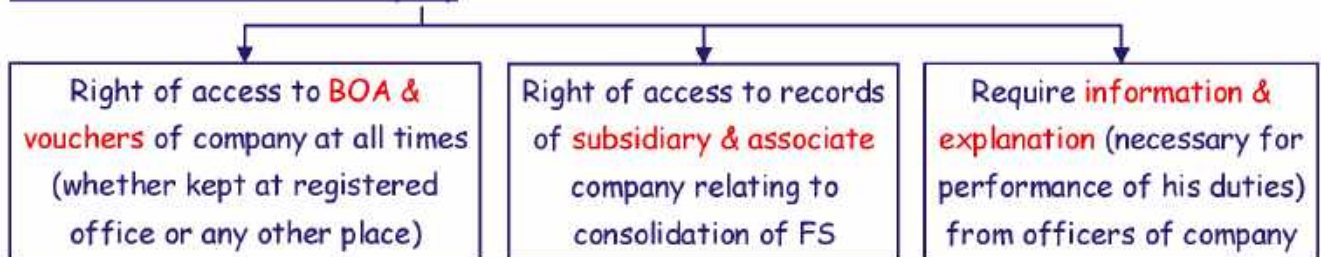 Right of access to BOA &
vouchers of company at all times
(whether kept at registered
office or any other place)
Right of access to records
of subsidiary & associate
company relating to
consolidation of FS
Require information &
explanation (necessary for
performance of his duties)
from officers of company